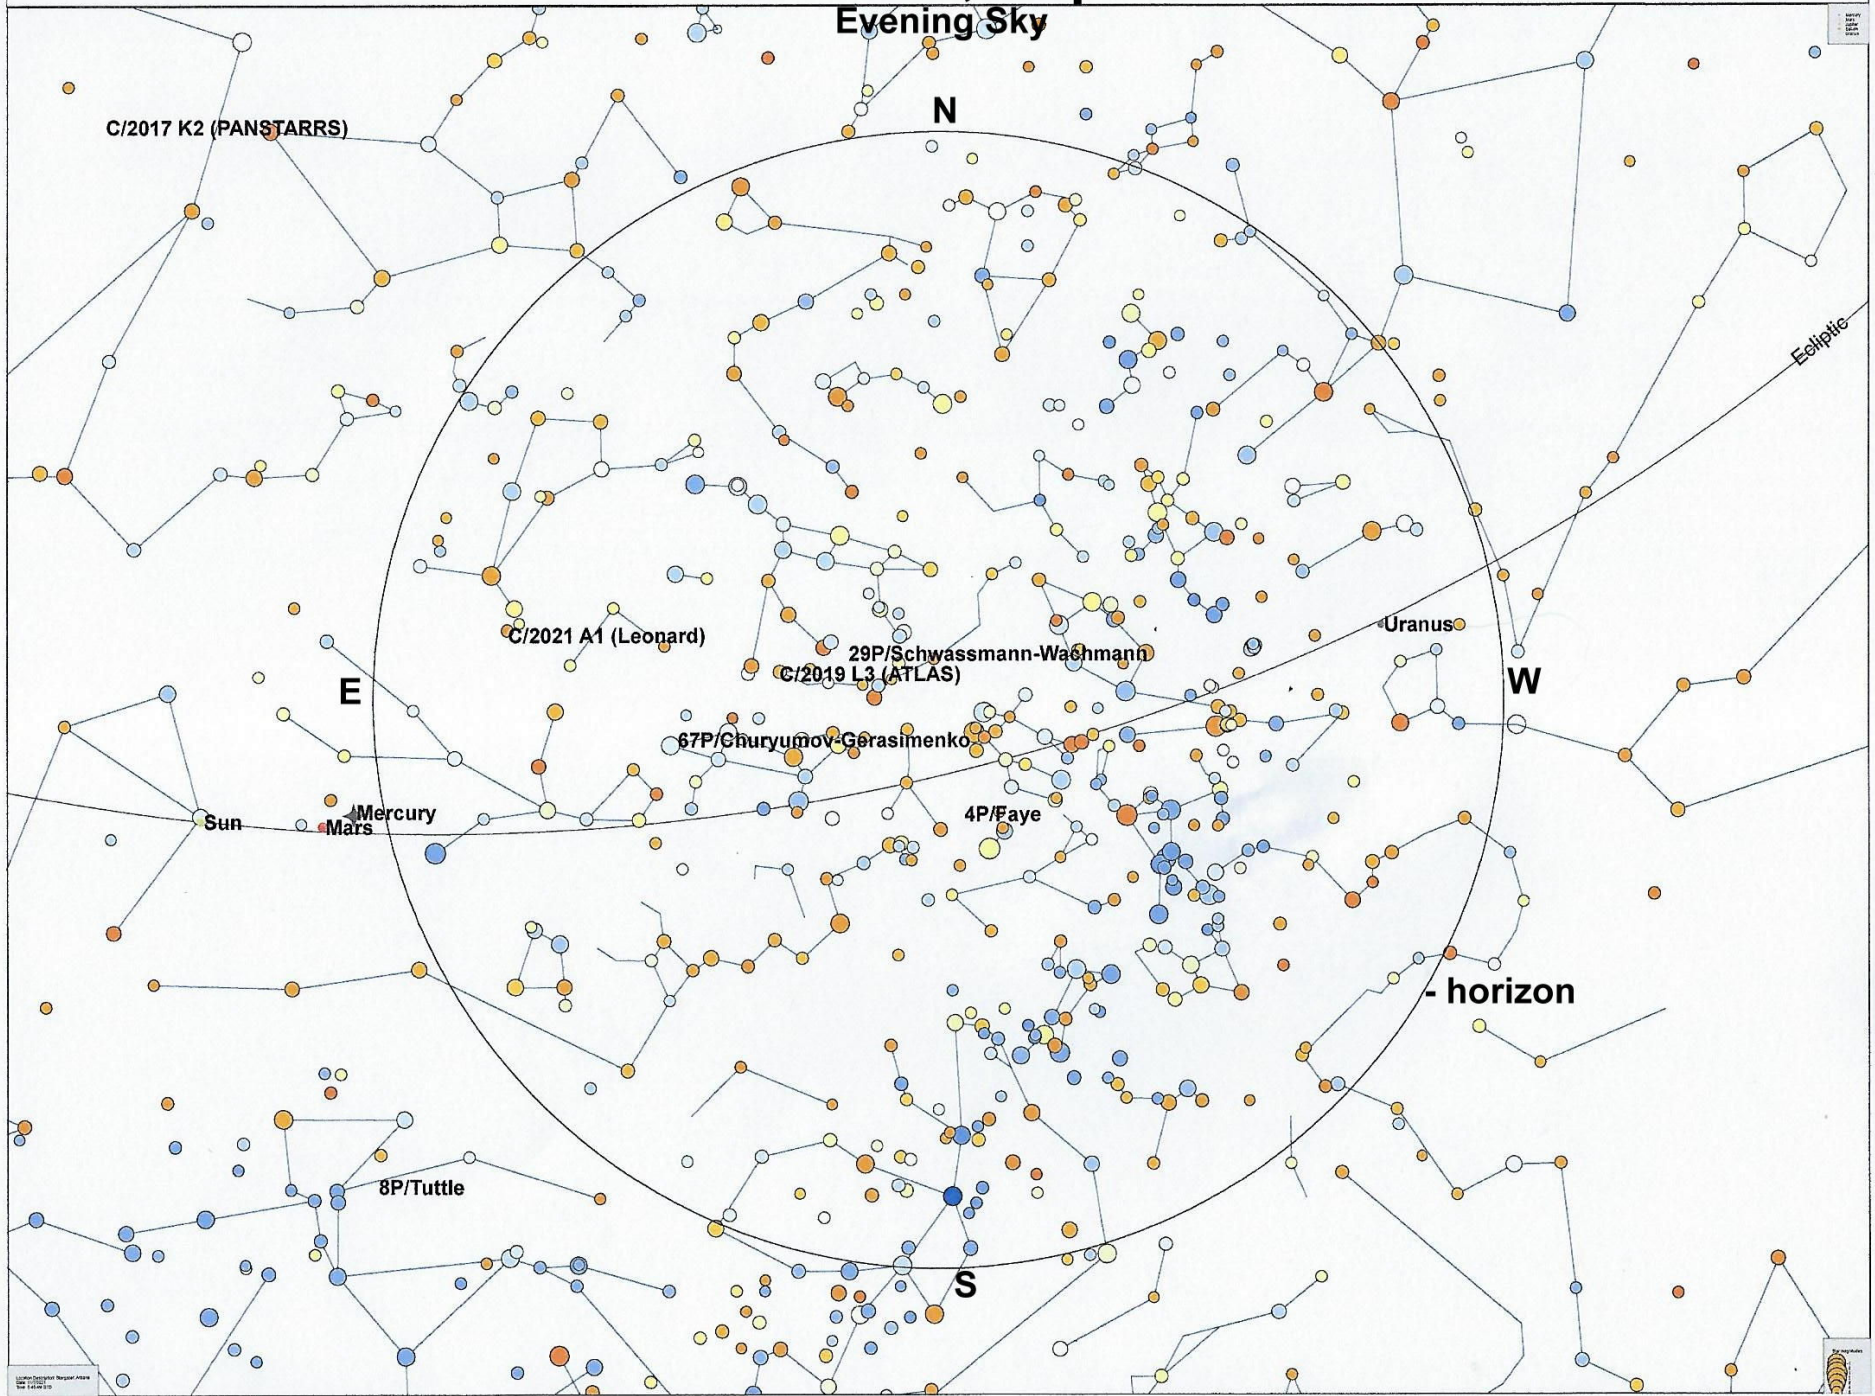 Evening Sky
N
C/2017 K2 (PANSTARRS)
Ecliptic
C/2021 A1 (Leonard)
Uranus
29P/Schwassmann-Wachmann
C/2019 L3 (ATLAS)
E
W
67P/Churyumov-Gerasimenko
Sun
Mercury
Mars
4P/Faye
- horizon
8P/Tuttle
S